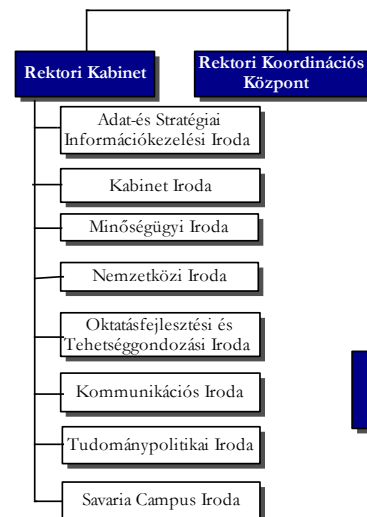 Rektori Kabinet
Rektori Koordinációs
Központ
Adat-és Stratégiai
Információkezelési Iroda
Kabinet Iroda
Minőségügyi Iroda
Nemzetközi Iroda
Oktatásfejlesztési és
Tehetséggondozási Iroda
Kommunikációs Iroda
Tudománypolitikai Iroda
Savaria Campus Iroda